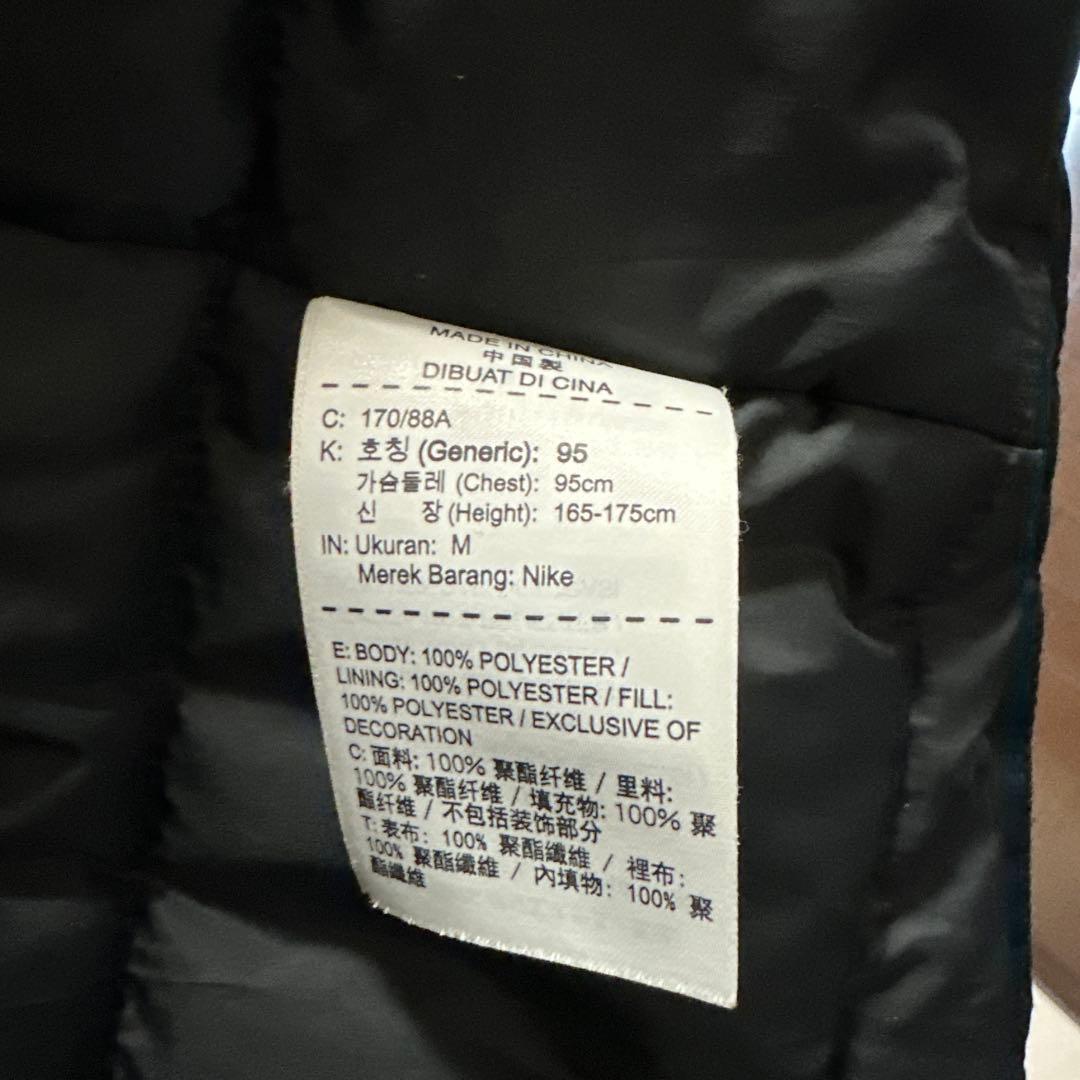 MADE IN CHINA
中国製
DIBUAT DI CINA
C: 170/88A
K: 호칭 (Generic): 95
가슴둘레 (Chest): 95cm
신 장 (Height): 165-175cm
IN: Ukuran: M
Merek Barang: Nike
E: BODY: 100% POLYESTER /
LINING: 100% POLYESTER / FILL:
100% POLYESTER / EXCLUSIVE OF
DECORATION
C: 面料: 100% 聚酯纤维 / 里料:
100% 聚酯纤维 / 填充物: 100% 聚
酯纤维 / 不包括装饰部分
T: 表布: 100% 聚酯纖維 / 裡布:
100% 聚酯纖維 / 內填物: 100% 聚
酯纖維